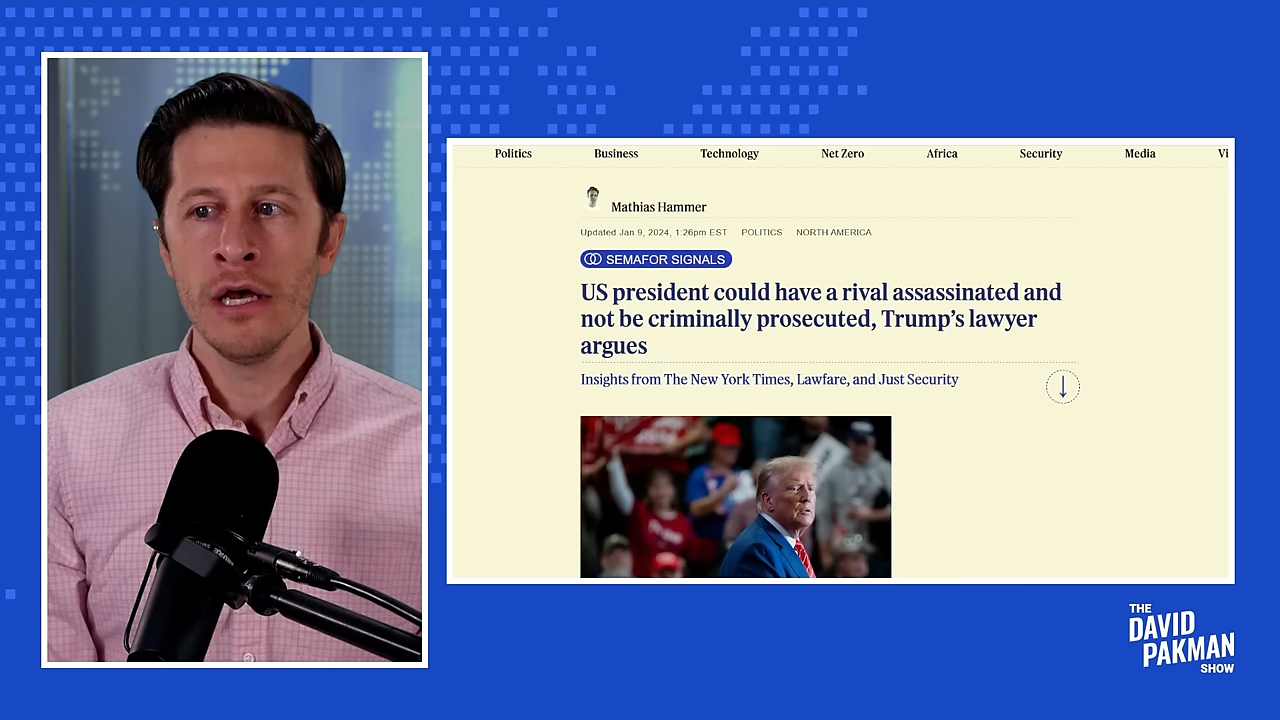 Politics Business Technology Net Zero Africa Security Media Vi
Mathias Hammer
Updated Jan 9, 2024, 1:26pm EST POLITICS NORTH AMERICA
SEMAFOR SIGNALS
US president could have a rival assassinated and
not be criminally prosecuted, Trump’s lawyer
argues
Insights from The New York Times, Lawfare, and Just Security
THE
DAVID
PAKMAN
SHOW